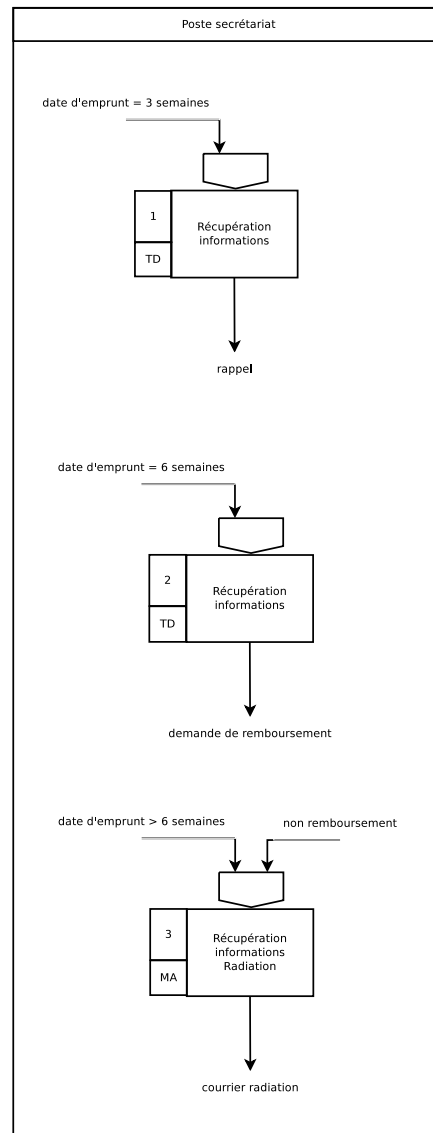 Poste secrétariat
date d'emprunt = 3 semaines
1
TD
Récupération
informations
rappel
date d'emprunt = 6 semaines
2
TD
Récupération
informations
demande de remboursement
date d'emprunt > 6 semaines
non remboursement
3
MA
Récupération
informations
Radiation
courrier radiation